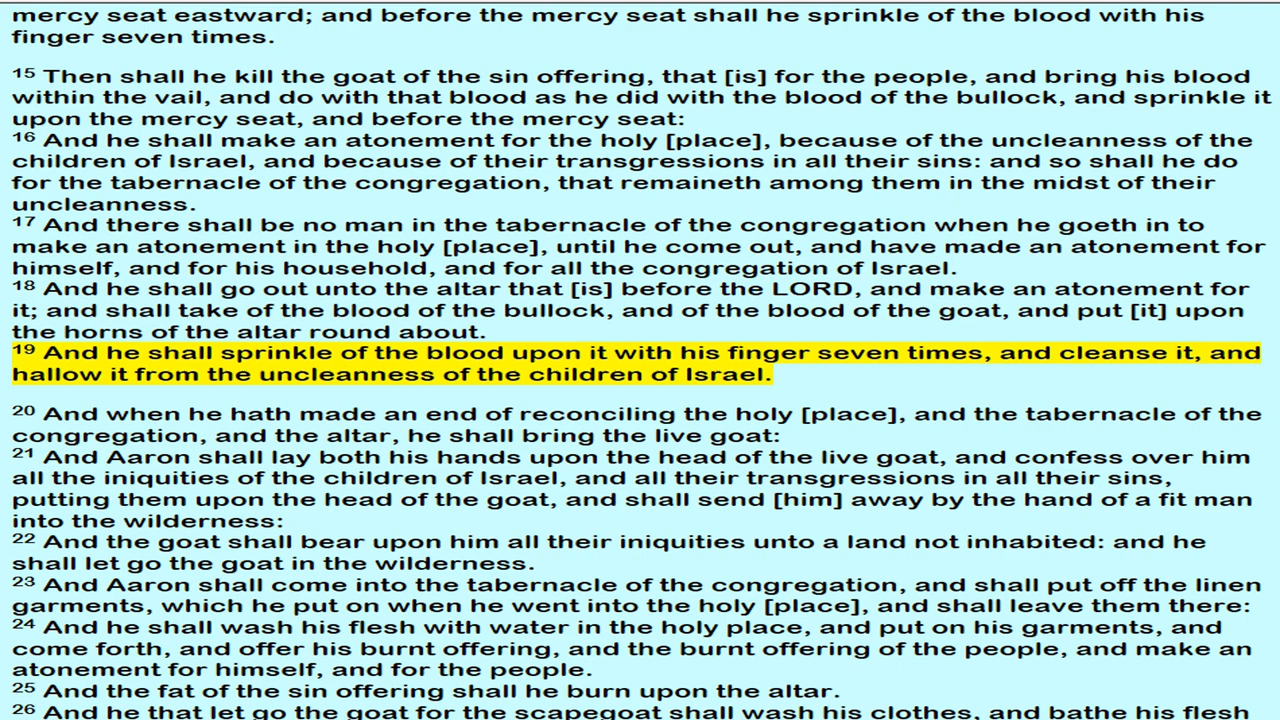 mercy seat eastward; and before the mercy seat shall he sprinkle of the blood with his
finger seven times.
15 Then shall he kill the goat of the sin offering, that [is] for the people, and bring his blood
within the vail, and do with that blood as he did with the blood of the bullock, and sprinkle it
upon the mercy seat, and before the mercy seat:
16 And he shall make an atonement for the holy [place], because of the uncleanness of the
children of Israel, and because of their transgressions in all their sins: and so shall he do
for the tabernacle of the congregation, that remaineth among them in the midst of their
uncleanness.
17 And there shall be no man in the tabernacle of the congregation when he goeth in to
make an atonement in the holy [place], until he come out, and have made an atonement for
himself, and for his household, and for all the congregation of Israel.
18 And he shall go out unto the altar that [is] before the LORD, and make an atonement for
it; and shall take of the blood of the bullock, and of the blood of the goat, and put [it] upon
the horns of the altar round about.
19 And he shall sprinkle of the blood upon it with his finger seven times, and cleanse it, and
hallow it from the uncleanness of the children of Israel.
20 And when he hath made an end of reconciling the holy [place], and the tabernacle of the
congregation, and the altar, he shall bring the live goat:
21 And Aaron shall lay both his hands upon the head of the live goat, and confess over him
all the iniquities of the children of Israel, and all their transgressions in all their sins,
putting them upon the head of the goat, and shall send [him] away by the hand of a fit man
into the wilderness:
22 And the goat shall bear upon him all their iniquities unto a land not inhabited: and he
shall let go the goat in the wilderness.
23 And Aaron shall come into the tabernacle of the congregation, and shall put off the linen
garments, which he put on when he went into the holy [place], and shall leave them there:
24 And he shall wash his flesh with water in the holy place, and put on his garments, and
come forth, and offer his burnt offering, and the burnt offering of the people, and make an
atonement for himself, and for the people.
25 And the fat of the sin offering shall he burn upon the altar.
26 And he that let go the goat for the scapegoat shall wash his clothes, and bathe his flesh